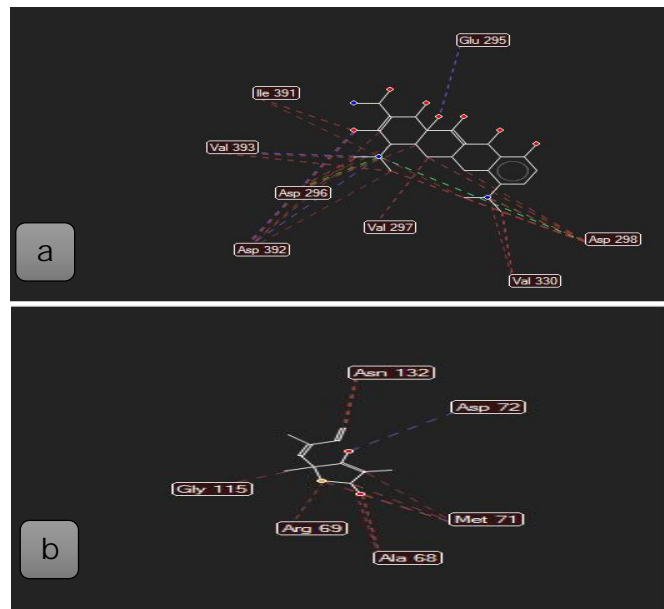 Glu 295
Ile 391
Val 393
Asp 296
Val 297
Asp 392
Asp 298
Val 330
a
Asn 132
Asp 72
Gly 115
Met 71
Arg 69
Ala 68
b